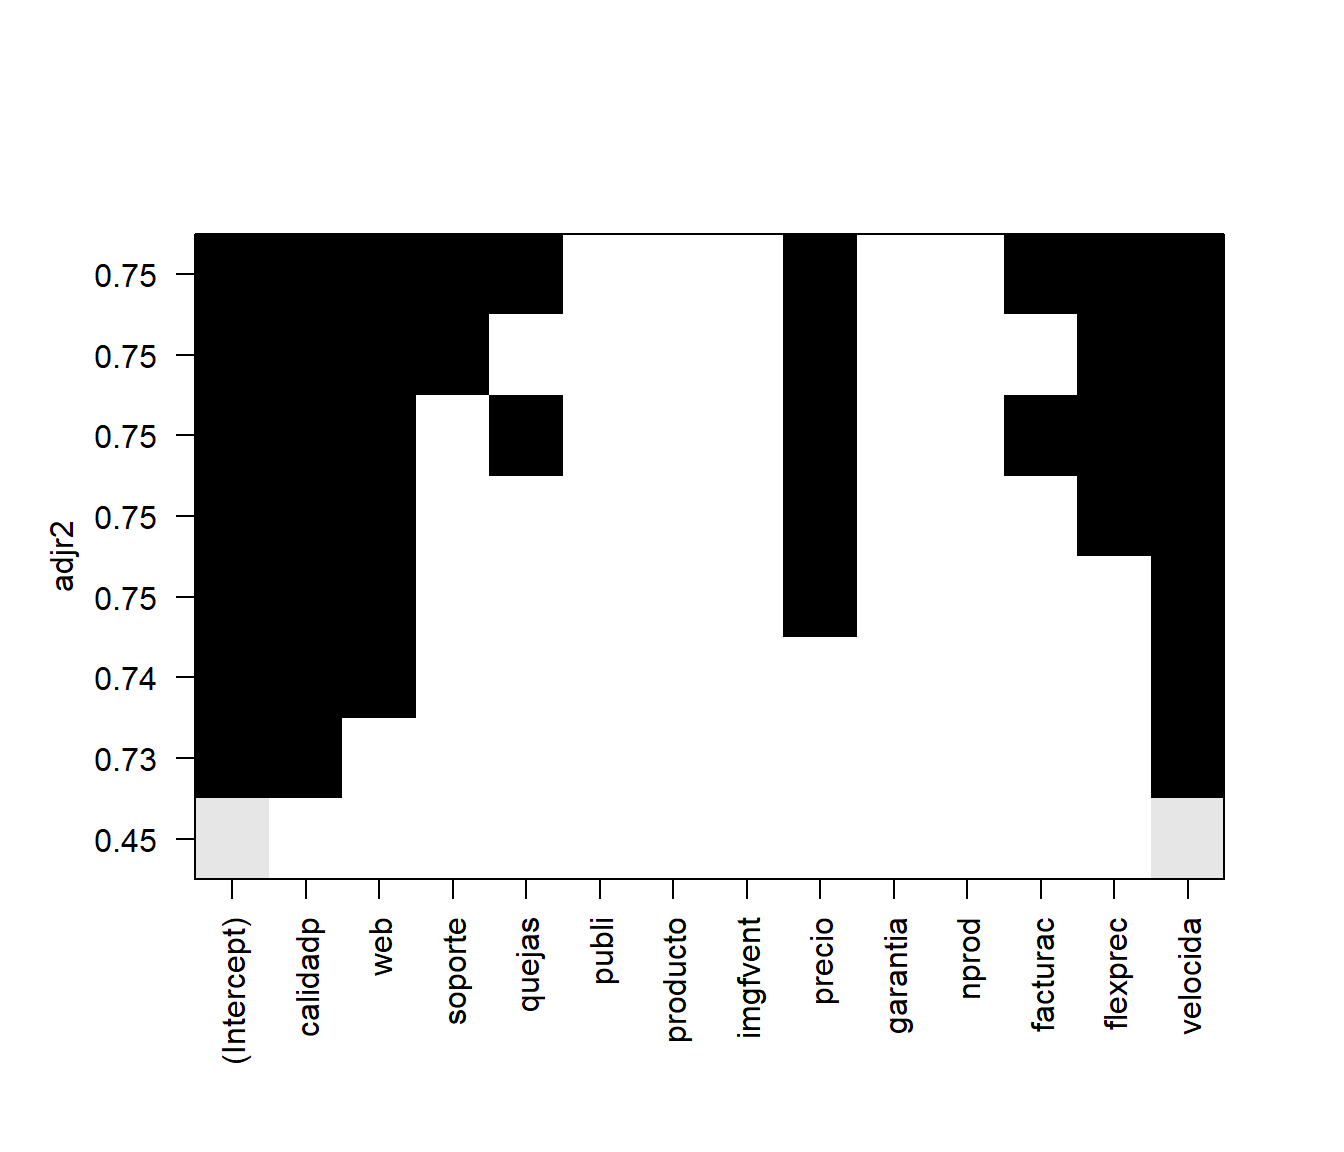 0.75
0.75
0.75
0.75
0.75
0.74
0.73
0.45
adjr2
(Intercept)
calidadp
web
soporte
quejas
publi
producto
imgfvent
precio
garantia
nprod
facturac
flexprec
velocida